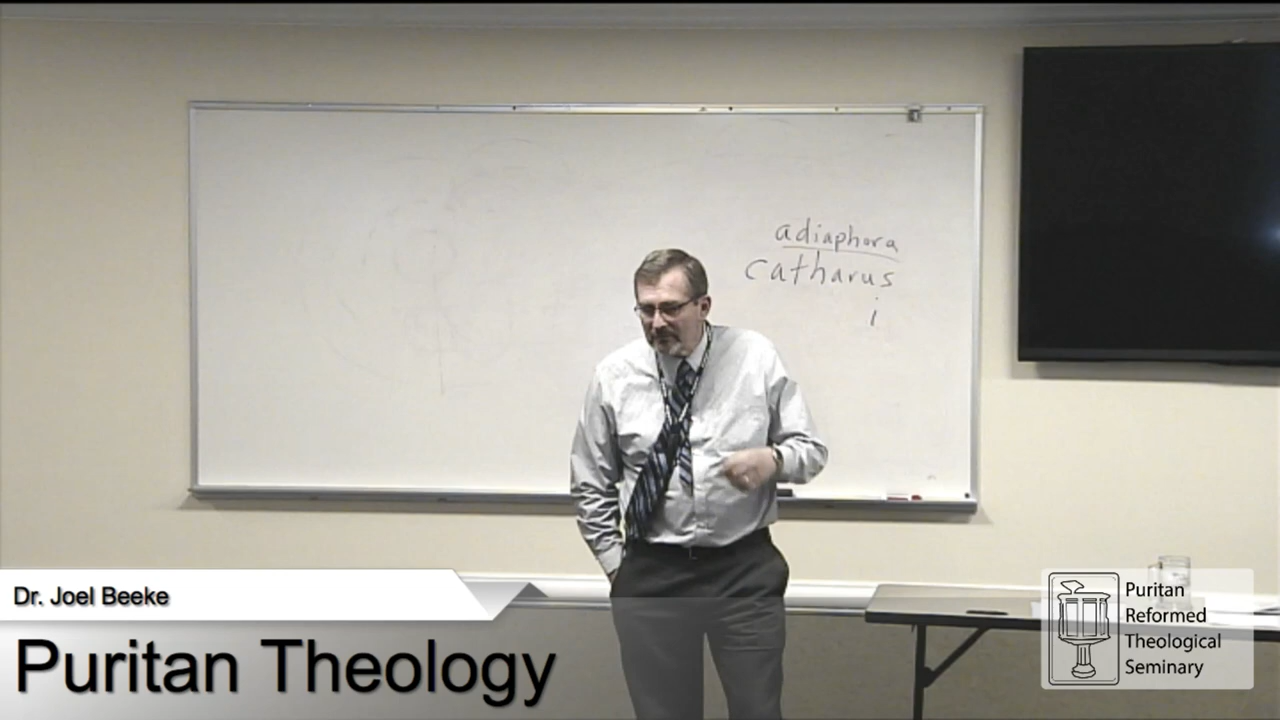 adiaphora
catharus
i
Dr. Joel Beeke
Puritan Theology
Puritan
Reformed
Theological
Seminary